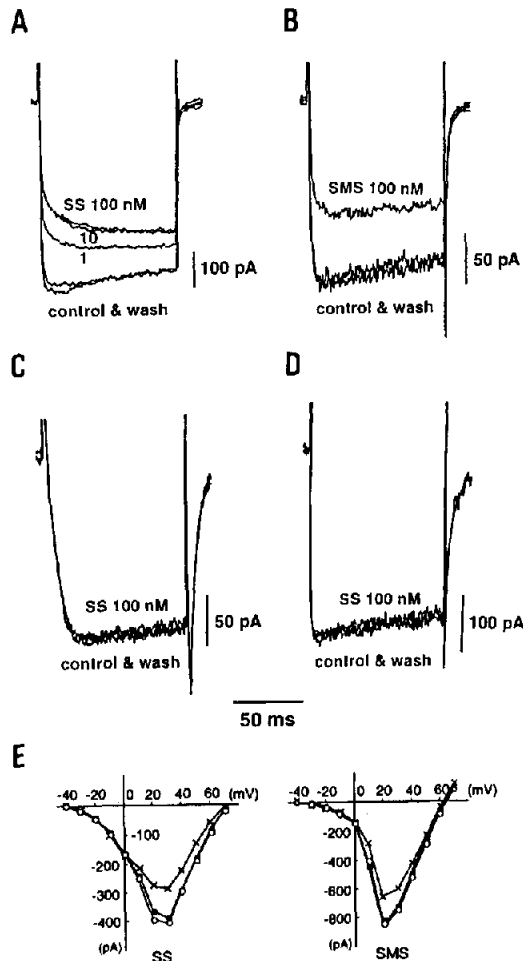 A
B
SS 100 nM
10
1
100 pA
control & wash
SMS 100 nM
50 pA
control & wash
C
D
SS 100 nM
50 pA
control & wash
SS 100 nM
100 pA
control & wash
50 ms
E
-40 0 20 40 60 (mV)
-100
-200
-300
-400
(pA)
SS
-40 0 20 40 60 (mV)
-200
-400
-600
-800
(pA)
SMS